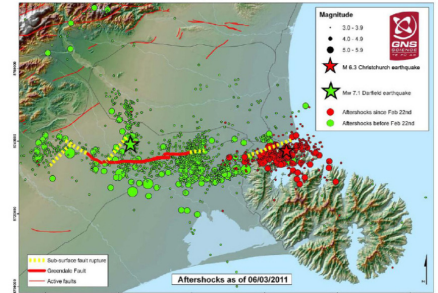 Magnitude
3.0 - 3.9
4.0 - 4.9
5.0 - 5.9
M 6.3 Christchurch earthquake
Mw 7.1 Darfield earthquake
Aftershocks since Feb 22nd
Aftershocks before Feb 22nd
GNS
SCIENCE
Sub-surface fault rupture
Greendale Fault
Active faults
Aftershocks as of 06/03/2011